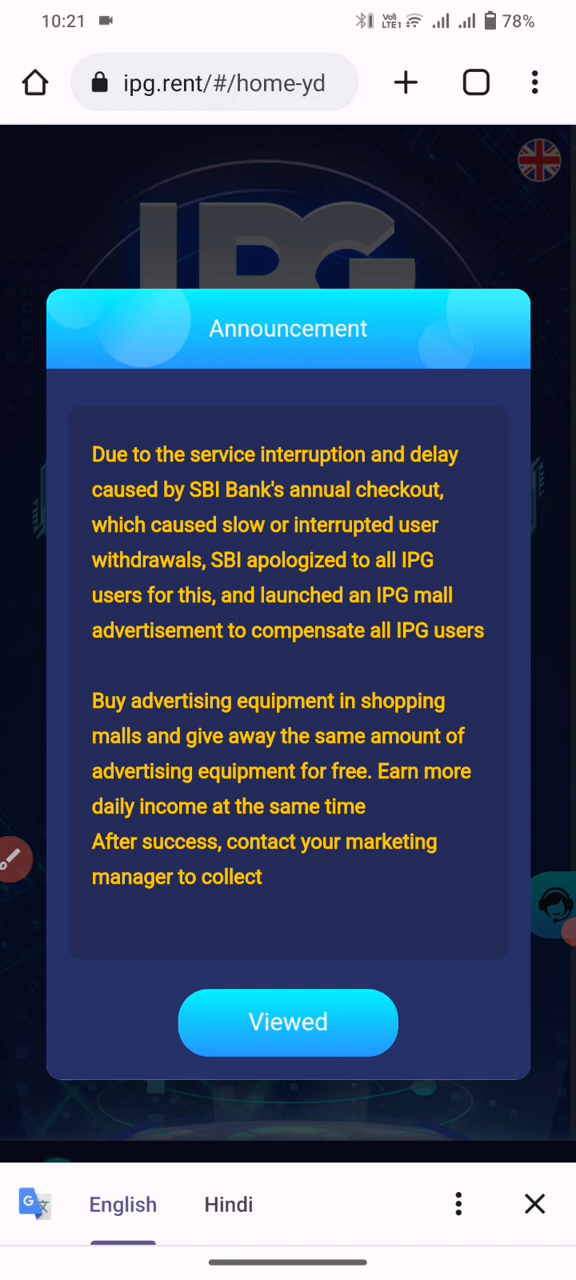 10:21 78%
ipg.rent/#/home-yd
IPG
Announcement
Due to the service interruption and delay
caused by SBI Bank's annual checkout,
which caused slow or interrupted user
withdrawals, SBI apologized to all IPG
users for this, and launched an IPG mall
advertisement to compensate all IPG users
Buy advertising equipment in shopping
malls and give away the same amount of
advertising equipment for free. Earn more
daily income at the same time
After success, contact your marketing
manager to collect
Viewed
English Hindi